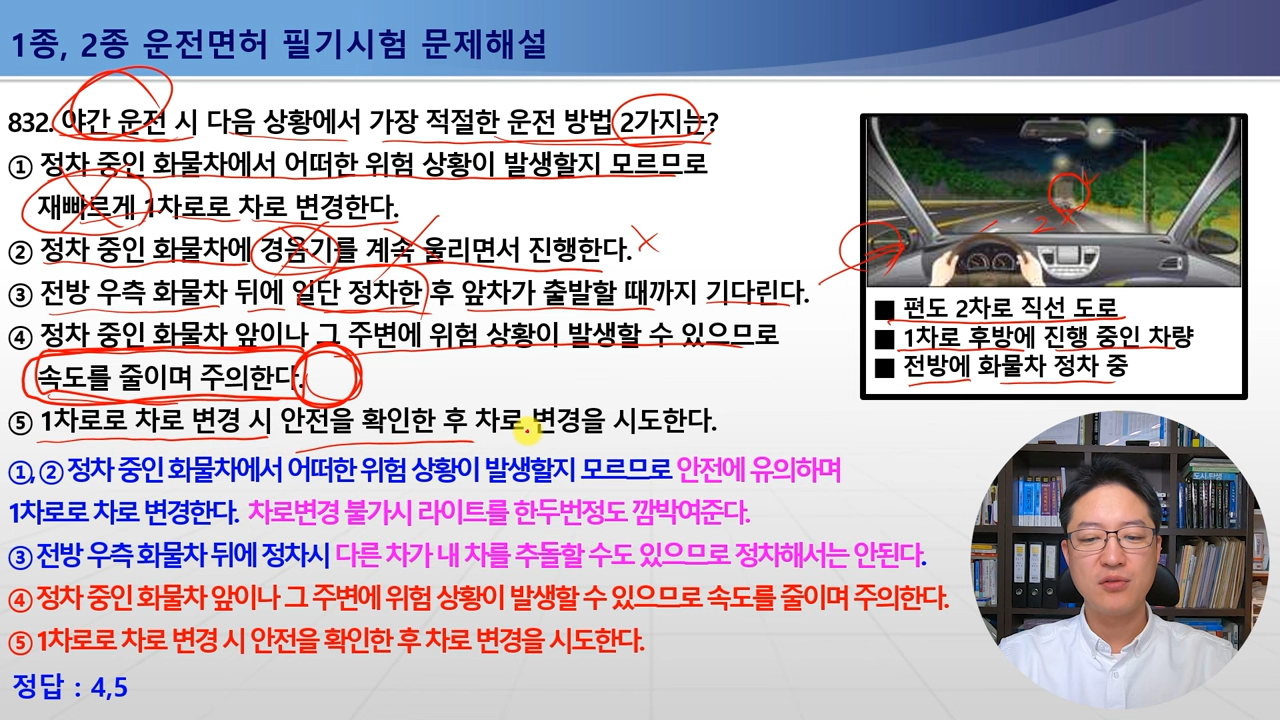 1종, 2종 운전면허 필기시험 문제해설
832. 야간 운전 시 다음 상황에서 가장 적절한 운전 방법 2가지는?
① 정차 중인 화물차에서 어떠한 위험 상황이 발생할지 모르므로
재빠르게 1차로로 차로 변경한다.
② 정차 중인 화물차에 경음기를 계속 울리면서 진행한다.
③ 전방 우측 화물차 뒤에 일단 정차한 후 앞차가 출발할 때까지 기다린다.
④ 정차 중인 화물차 앞이나 그 주변에 위험 상황이 발생할 수 있으므로
속도를 줄이며 주의한다.
⑤ 1차로로 차로 변경 시 안전을 확인한 후 차로 변경을 시도한다.
■ 편도 2차로 직선 도로
■ 1차로 후방에 진행 중인 차량
■ 전방에 화물차 정차 중
①, ② 정차 중인 화물차에서 어떠한 위험 상황이 발생할지 모르므로 안전에 유의하며
1차로로 차로 변경한다. 차로변경 불가시 라이트를 한두번정도 깜박여준다.
③ 전방 우측 화물차 뒤에 정차시 다른 차가 내 차를 추돌할 수도 있으므로 정차해서는 안된다.
④ 정차 중인 화물차 앞이나 그 주변에 위험 상황이 발생할 수 있으므로 속도를 줄이며 주의한다.
⑤ 1차로로 차로 변경 시 안전을 확인한 후 차로 변경을 시도한다.
정답 : 4,5